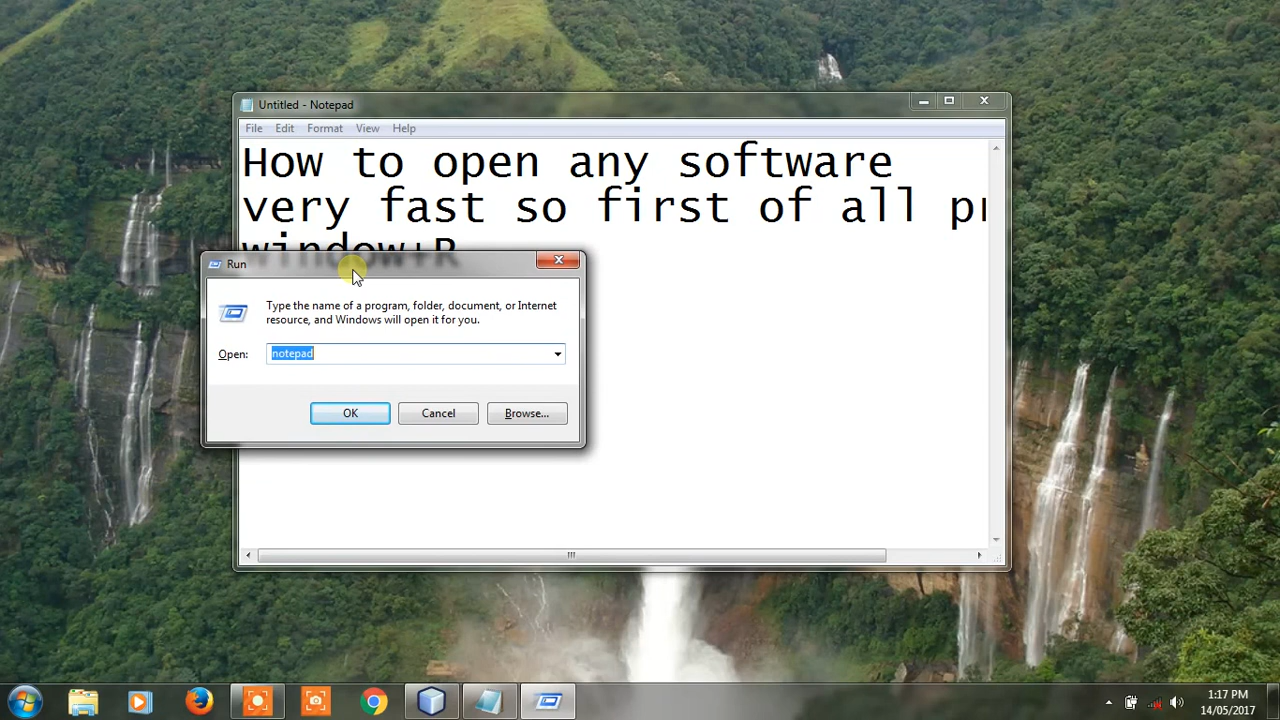 Untitled - Notepad
File Edit Format View Help
How to open any software
very fast so first of all pr
window+R
Run
Type the name of a program, folder, document, or Internet
resource, and Windows will open it for you.
Open: notepad
OK Cancel Browse...
1:17 PM
14/05/2017